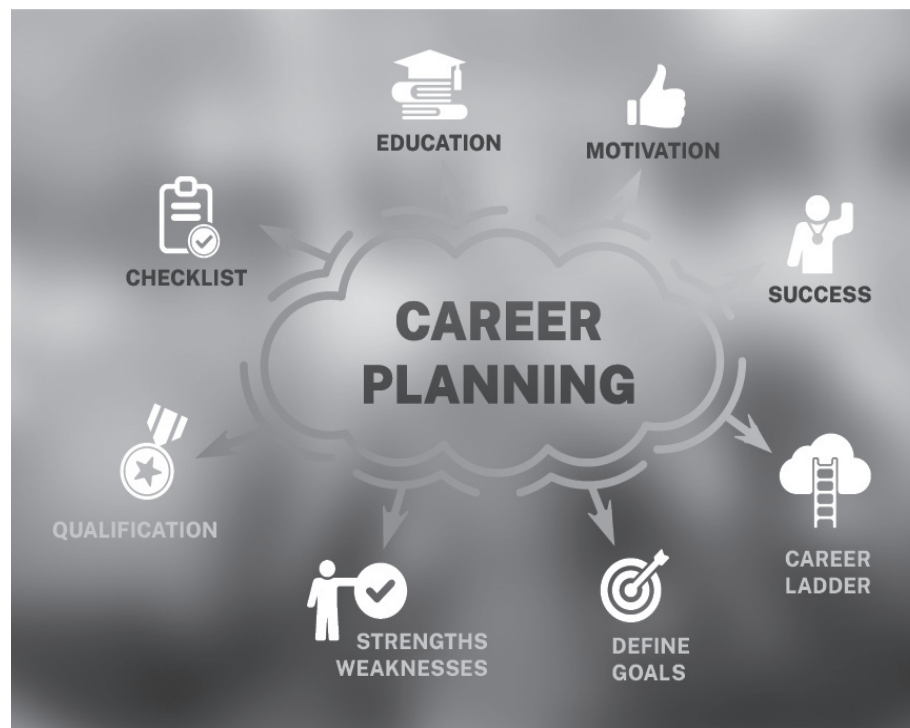 EDUCATION
MOTIVATION
CHECKLIST
SUCCESS
CAREER
PLANNING
QUALIFICATION
CAREER
LADDER
STRENGTHS
WEAKNESSES
DEFINE
GOALS